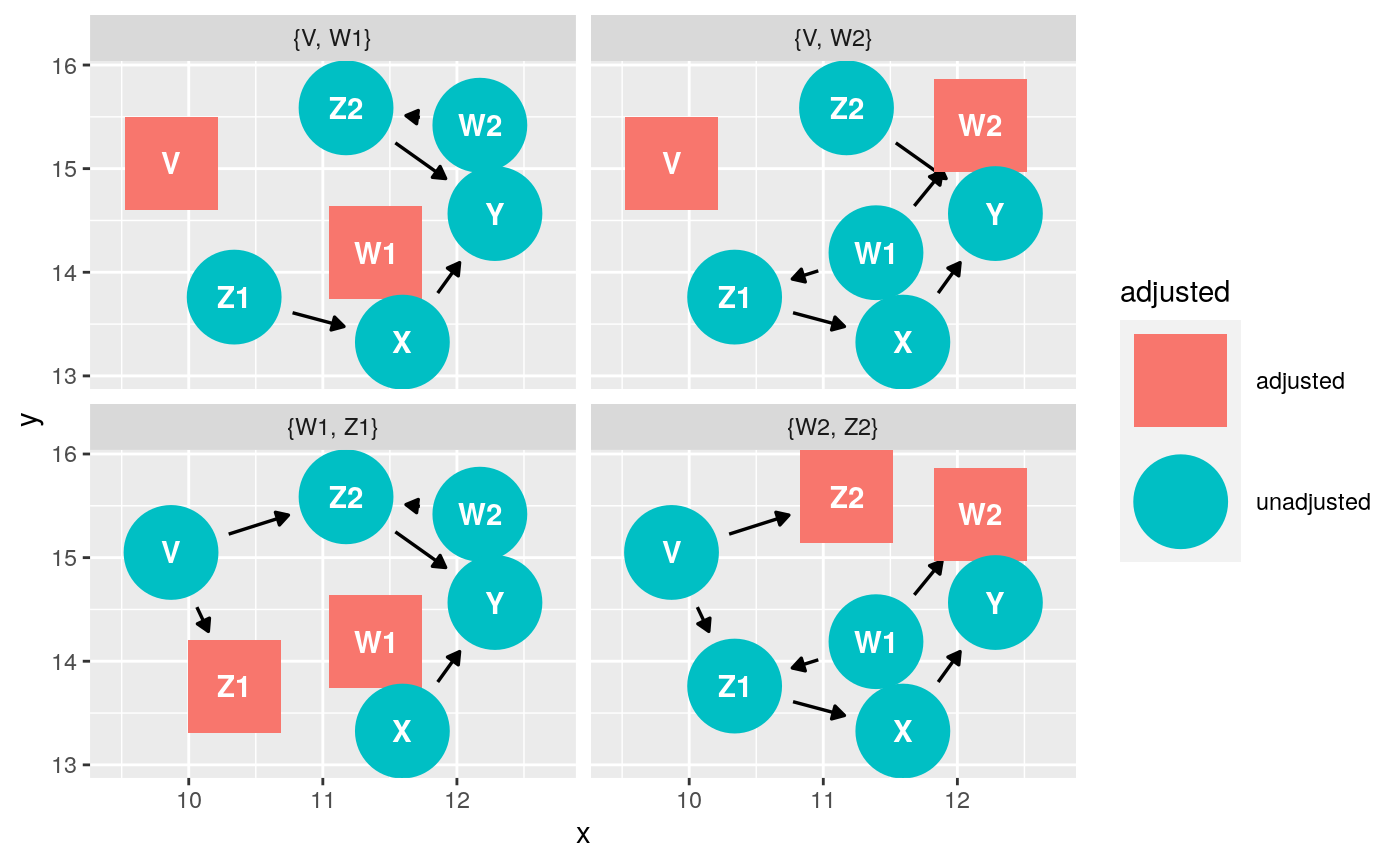 {V, W1}
{V, W2}
16
15
14
13
Z2
W2
V
Y
W1
Z1
X
Z2
W2
V
Y
W1
Z1
X
{W1, Z1}
{W2, Z2}
16
15
14
13
Z2
W2
V
Y
W1
Z1
X
Z2
W2
V
Y
W1
Z1
X
10
11
12
10
11
12
x
y
adjusted
adjusted
unadjusted